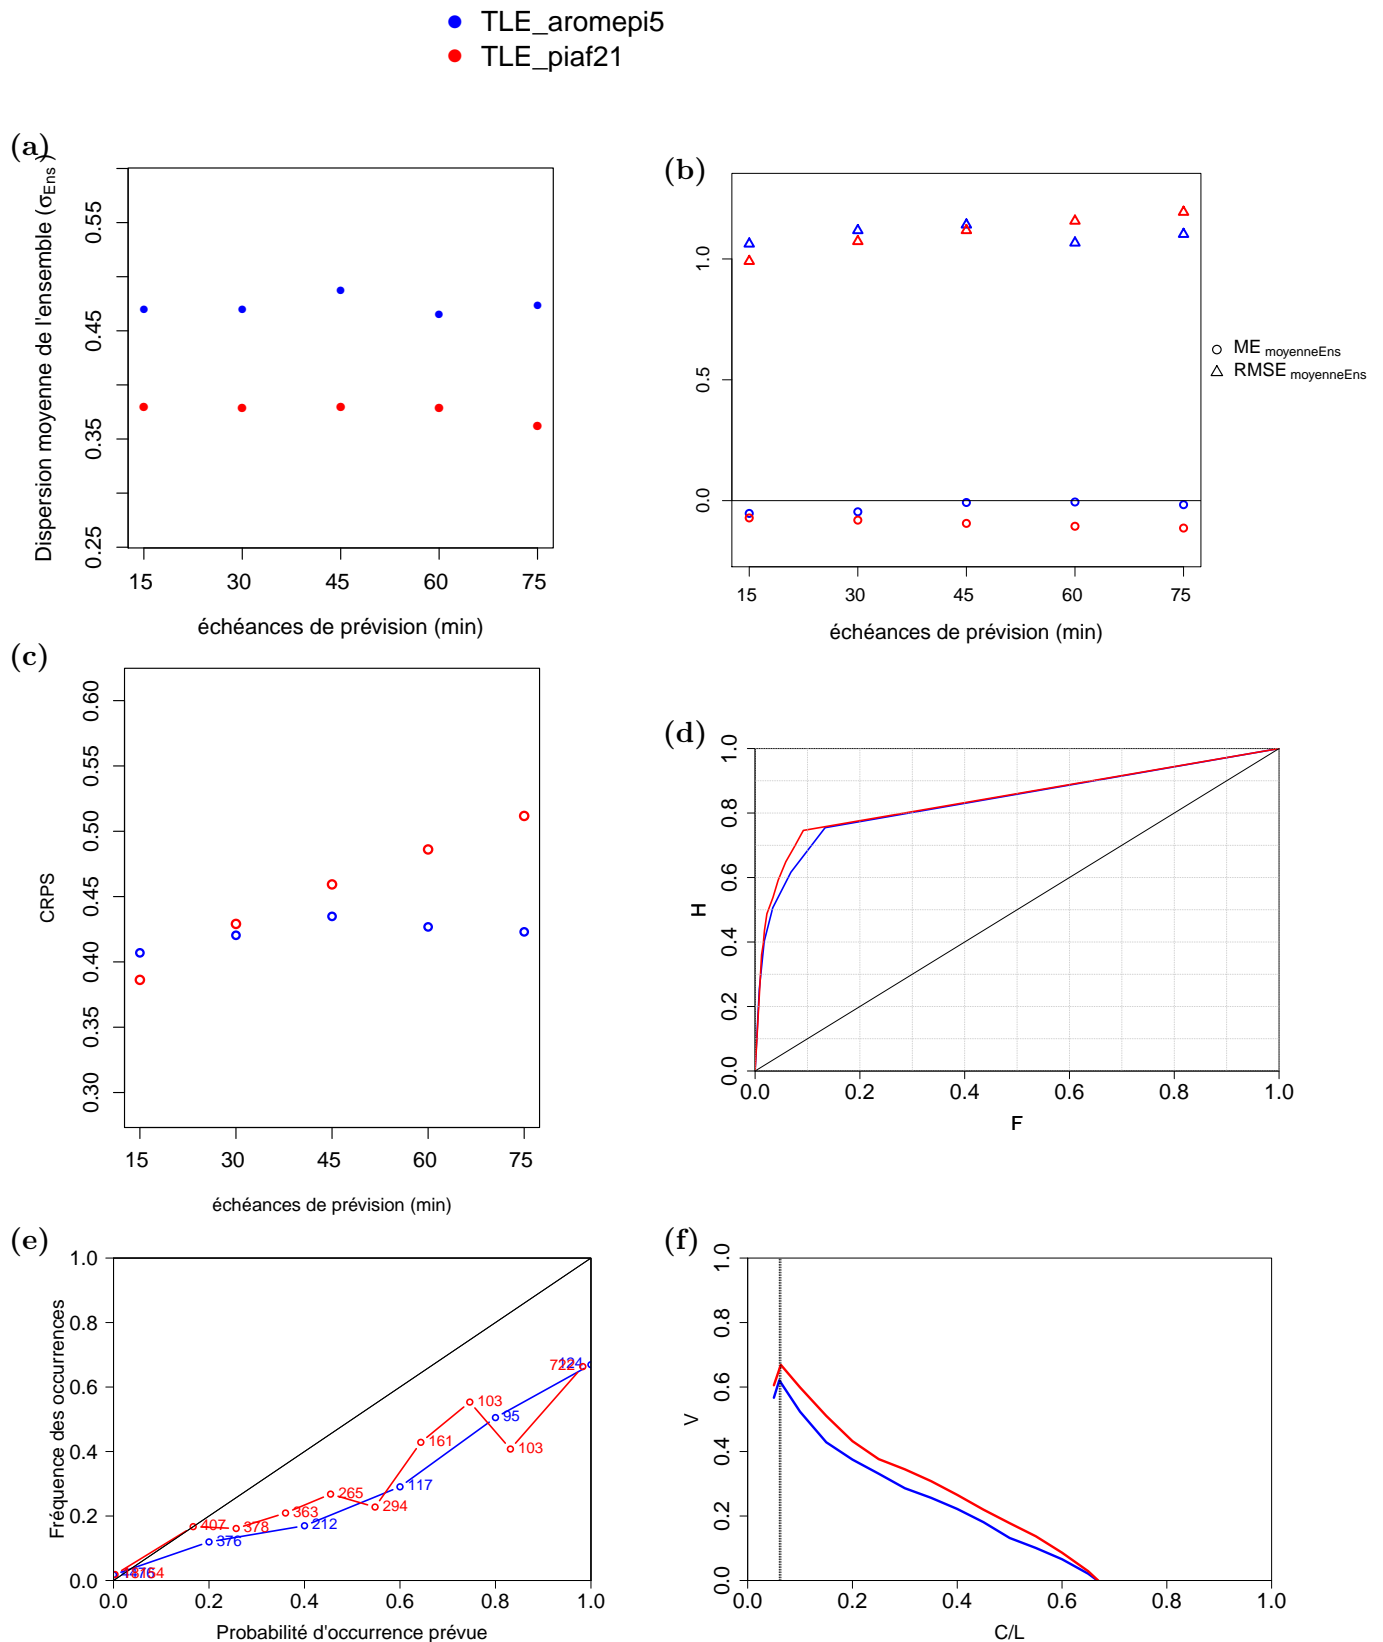 TLE_aromepi5
TLE_piaf21
(a)
Dispersion moyenne de l'ensemble (σEns)
0.25 0.35 0.45 0.55
15 30 45 60 75
échéances de prévision (min)
(b)
0.0 0.5 1.0
15 30 45 60 75
échéances de prévision (min)
ME moyenneEns
RMSE moyenneEns
(c)
CRPS
0.30 0.35 0.40 0.45 0.50 0.55 0.60
15 30 45 60 75
échéances de prévision (min)
(d)
H
0.0 0.2 0.4 0.6 0.8 1.0
0.0 0.2 0.4 0.6 0.8 1.0
F
(e)
Fréquence des occurrences
0.0 0.2 0.4 0.6 0.8 1.0
407 378 363 265 294 161 103 103 722
376 212 117 95 124
0.0 0.2 0.4 0.6 0.8 1.0
Probabilité d'occurrence prévue
(f)
V
0.0 0.2 0.4 0.6 0.8 1.0
0.0 0.2 0.4 0.6 0.8 1.0
C/L